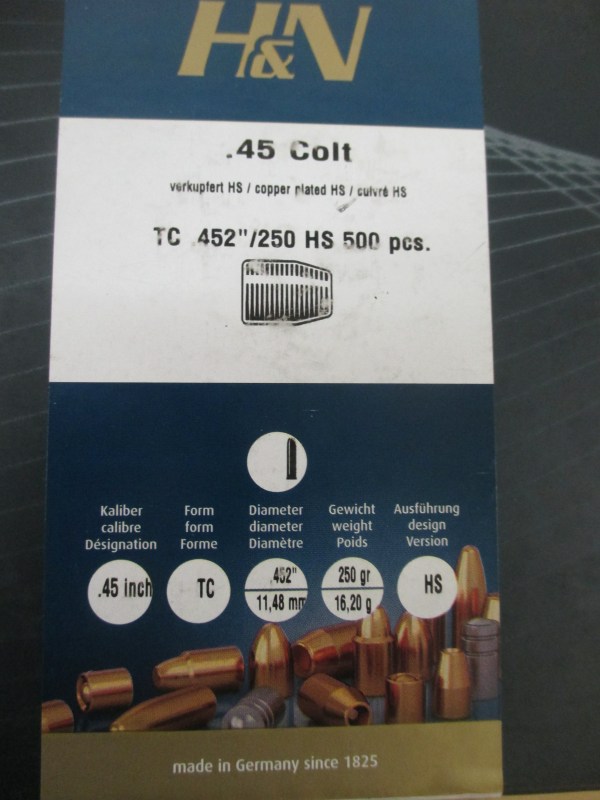 H&N
.45 Colt
verkupfert HS / copper plated HS / cuivré HS
TC .452"/250 HS 500 pcs.
Kaliber Form Diameter Gewicht Ausführung
calibre form diameter weight design
Désignation Forme Diamètre Poids Version
.45 inch TC .452" 250 gr HS
11,48 mm 16,20 g
made in Germany since 1825